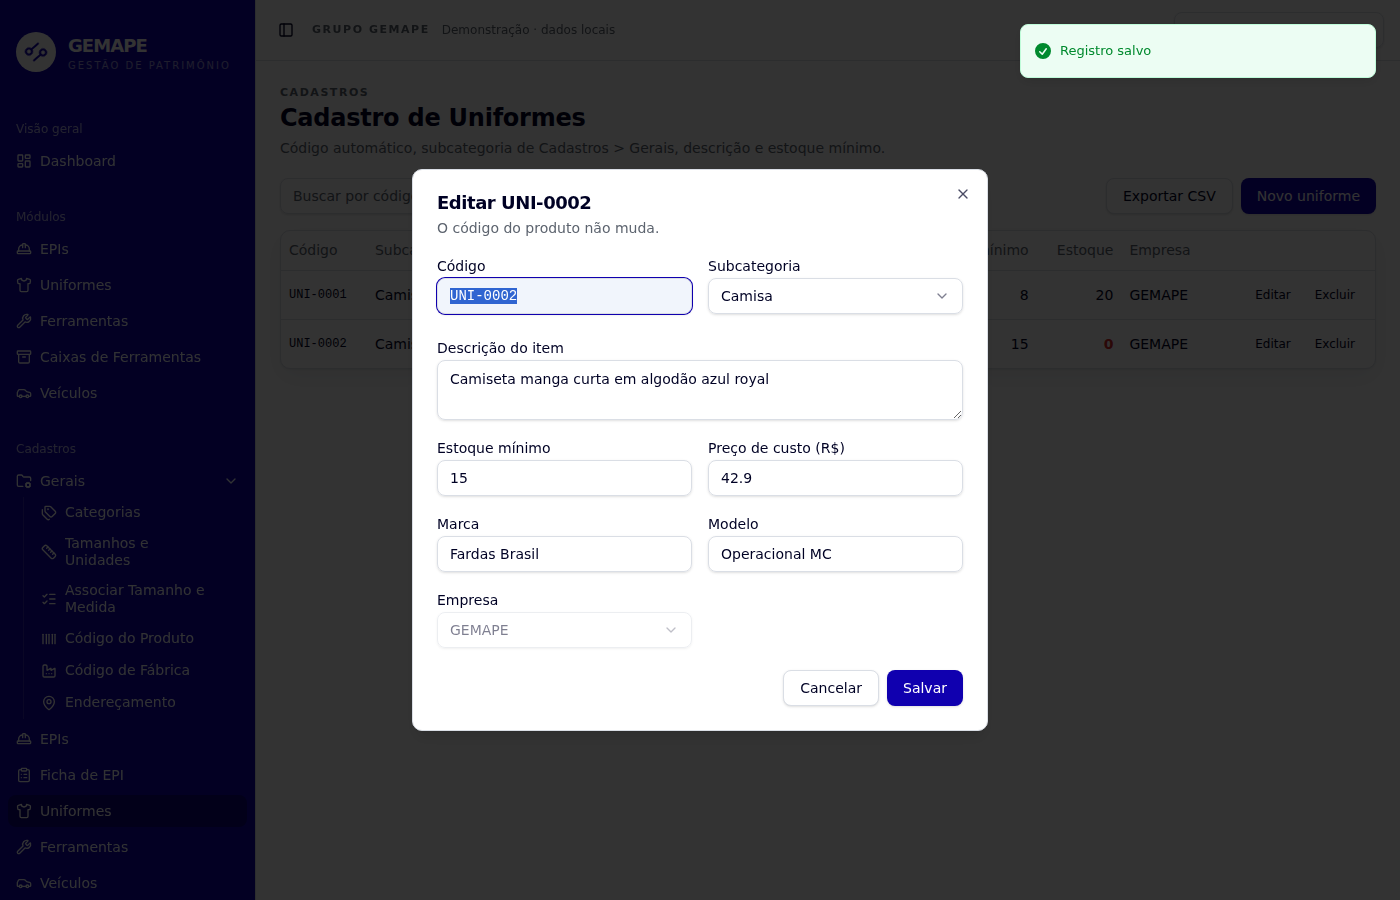 GEMAPE
GESTÃO DE PATRIMÔNIO
Visão geral
Dashboard
Módulos
EPIs
Uniformes
Ferramentas
Caixas de Ferramentas
Veículos
Cadastros
Gerais
Categorias
Tamanhos e
Unidades
Associar Tamanho e
Medida
Código do Produto
Código de Fábrica
Endereçamento
EPIs
Ficha de EPI
Uniformes
Ferramentas
Veículos
GRUPO GEMAPE Demonstração · dados locais
Registro salvo
CADASTROS
Cadastro de Uniformes
Código automático, subcategoria de Cadastros > Gerais, descrição e estoque mínimo.
Buscar por códig
Exportar CSV
Novo uniforme
Código Subca ínimo Estoque Empresa
UNI-0001 Cami 8 20 GEMAPE Editar Excluir
UNI-0002 Cami 15 0 GEMAPE Editar Excluir
Editar UNI-0002
O código do produto não muda.
Código Subcategoria
UNI-0002 Camisa
Descrição do item
Camiseta manga curta em algodão azul royal
Estoque mínimo Preço de custo (R$)
15 42.9
Marca Modelo
Fardas Brasil Operacional MC
Empresa
GEMAPE
Cancelar Salvar